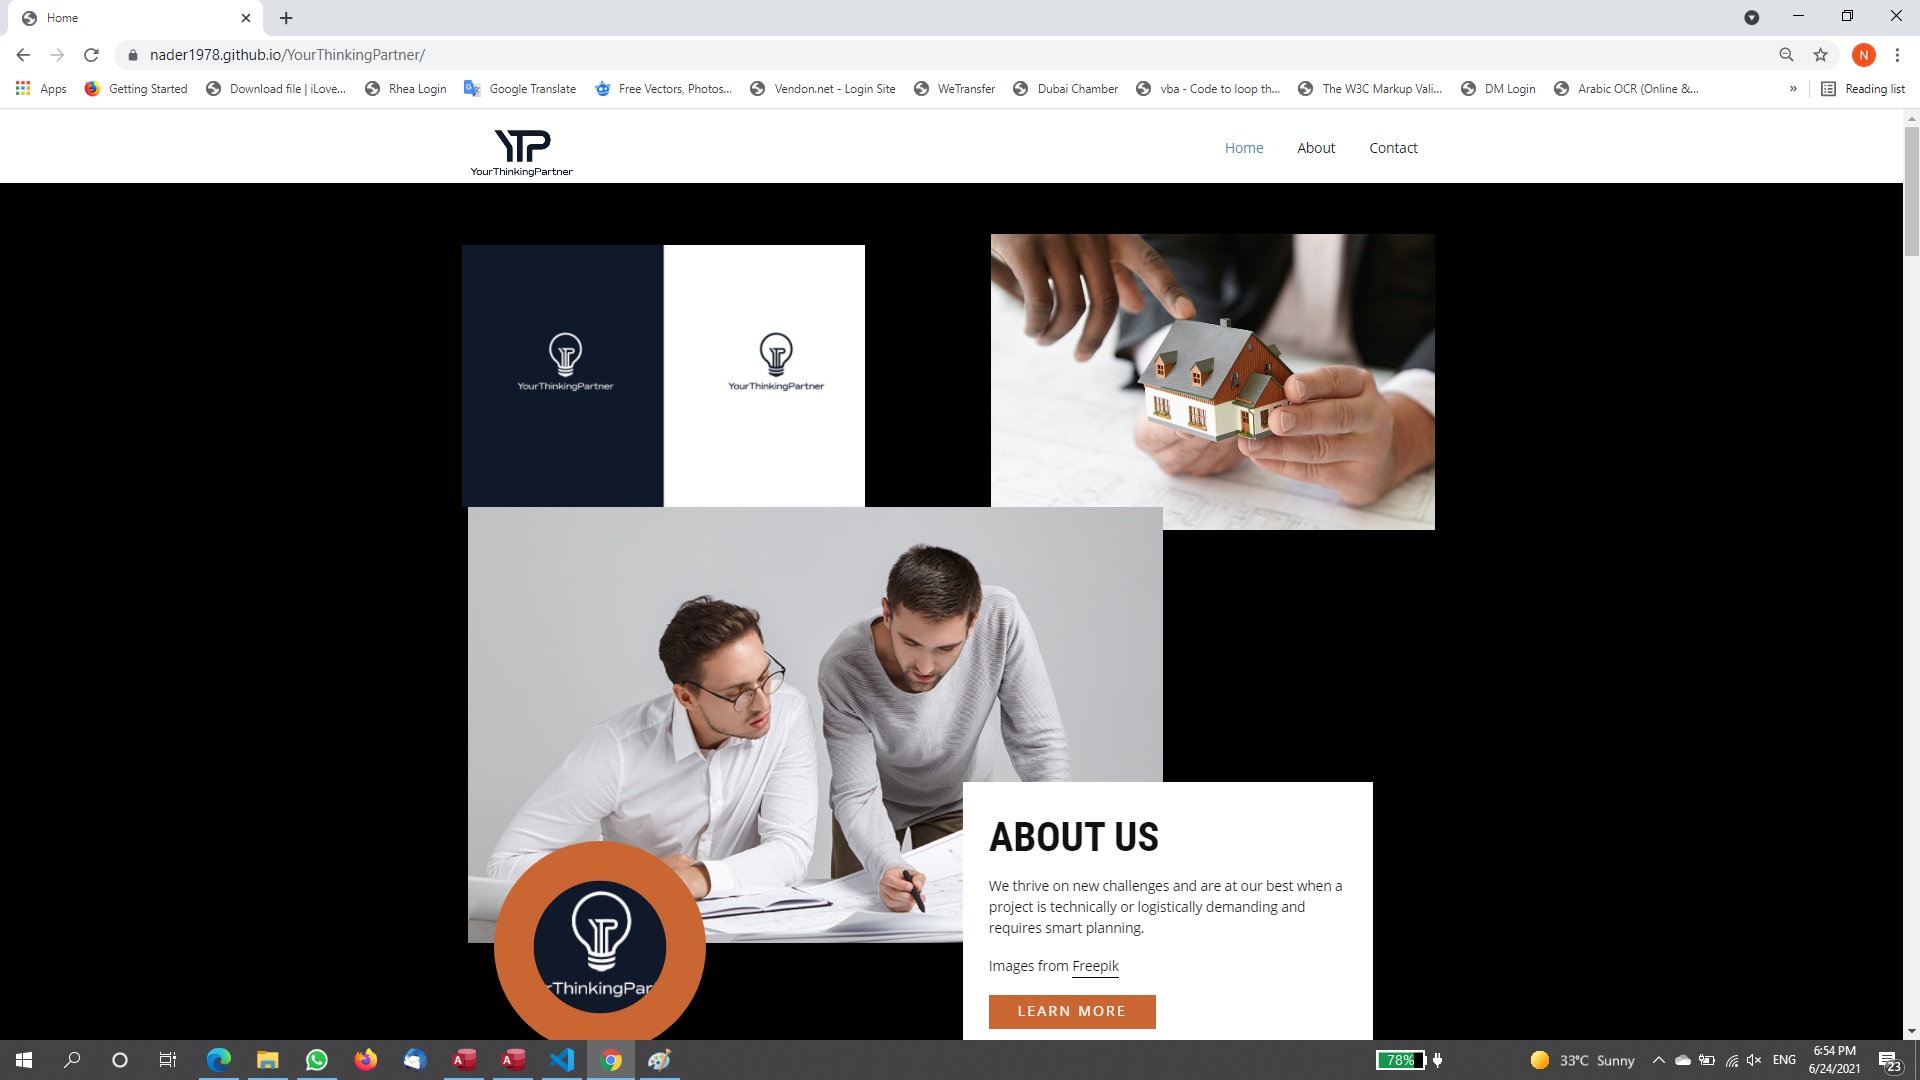 Home
nader1978.github.io/YourThinkingPartner/
N
Apps
Getting Started
Download file | iLove...
Rhea Login
Google Translate
Free Vectors, Photos...
Vendon.net - Login Site
WeTransfer
Dubai Chamber
vba - Code to loop th...
The W3C Markup Vali...
DM Login
Arabic OCR (Online &...
»
Reading list
YTP
YourThinkingPartner
Home
About
Contact
YourThinkingPartner
YourThinkingPartner
ABOUT US
We thrive on new challenges and are at our best when a
project is technically or logistically demanding and
requires smart planning.
Images from Freepik
LEARN MORE
YTP
rThinkingPar
78%
33°C Sunny
ENG
6:54 PM
6/24/2021
23